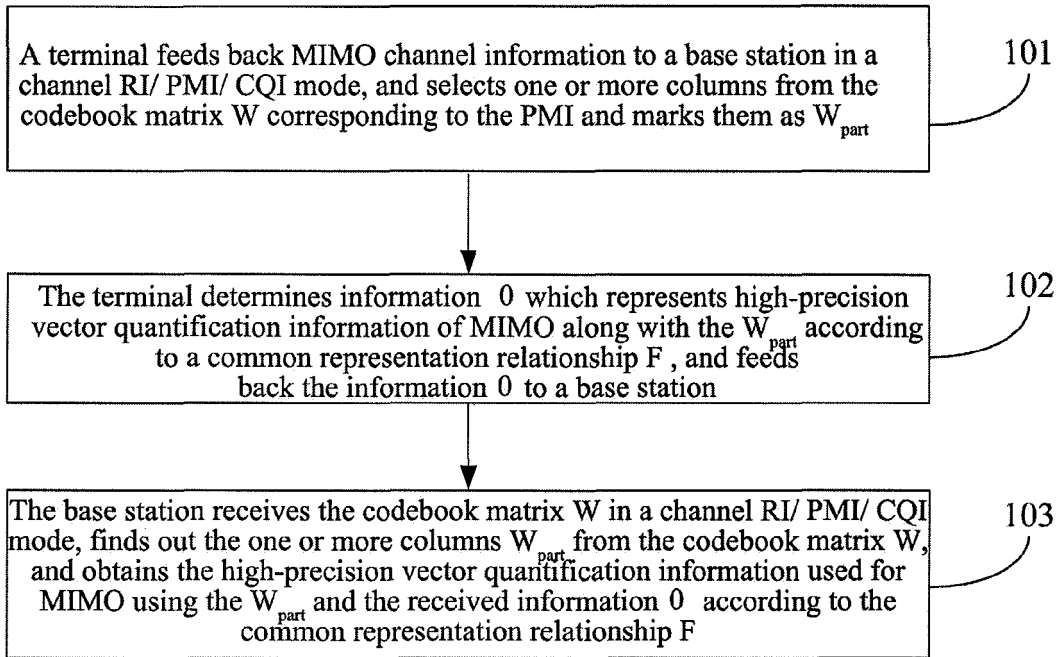 A terminal feeds back MIMO channel information to a base station in a
channel RI/ PMI/ CQI mode, and selects one or more columns from the
codebook matrix W corresponding to the PMI and marks them as W_part
101
The terminal determines information 0 which represents high-precision
vector quantification information of MIMO along with the W_part according
to a common representation relationship F , and feeds
back the information 0 to a base station
102
The base station receives the codebook matrix W in a channel RI/ PMI/ CQI
mode, finds out the one or more columns W_part from the codebook matrix W,
and obtains the high-precision vector quantification information used for
MIMO using the W_part and the received information 0 according to the
common representation relationship F
103